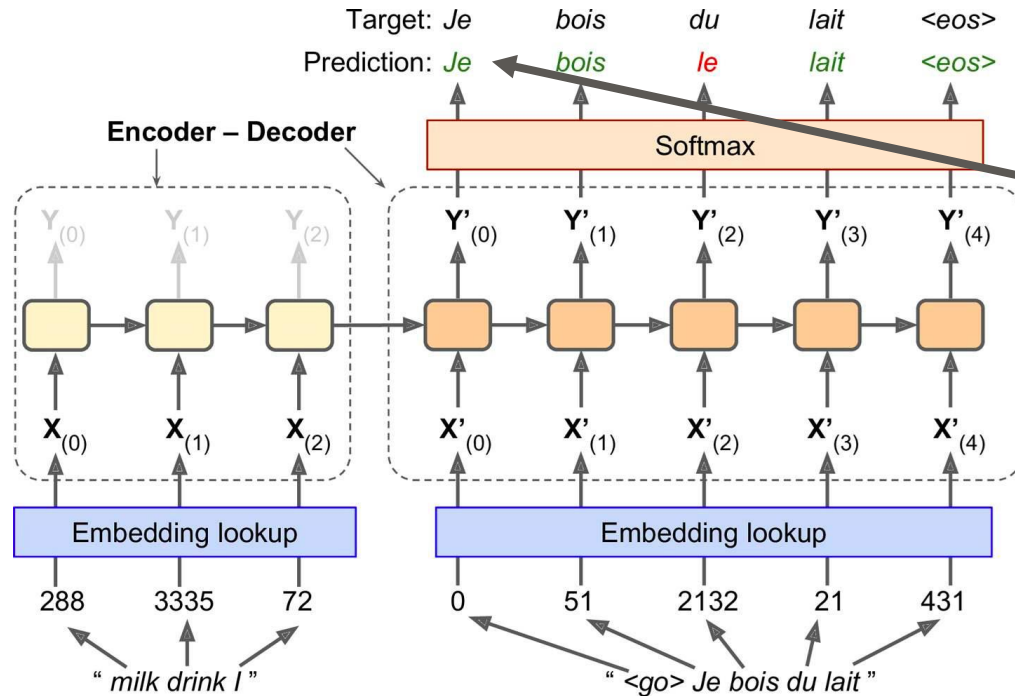 Target: Je bois du lait <eos>
Prediction: Je bois le lait <eos>
Encoder – Decoder
Softmax
Y(0) Y(1) Y(2) Y'(0) Y'(1) Y'(2) Y'(3) Y'(4)
X(0) X(1) X(2) X'(0) X'(1) X'(2) X'(3) X'(4)
Embedding lookup Embedding lookup
288 3335 72 0 51 2132 21 431
“ milk drink I ” “ <go> Je bois du lait ”